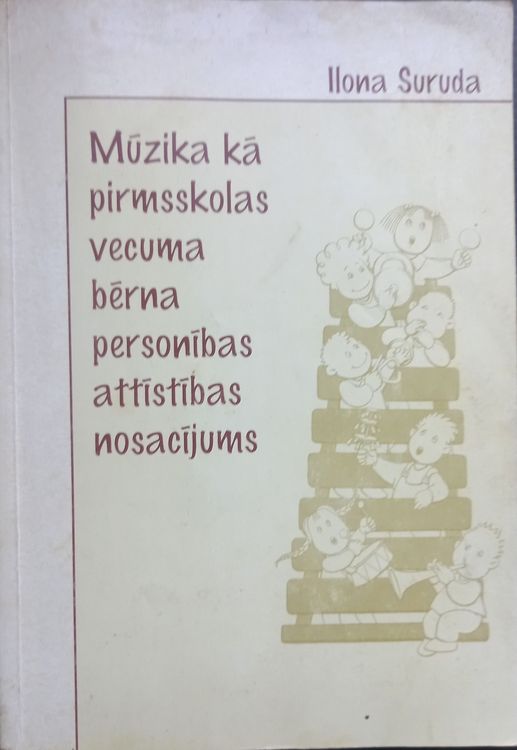 Ilona Suruda
Mūzika kā
pirmsskolas
vecuma
bērna
personības
attīstības
nosacījums